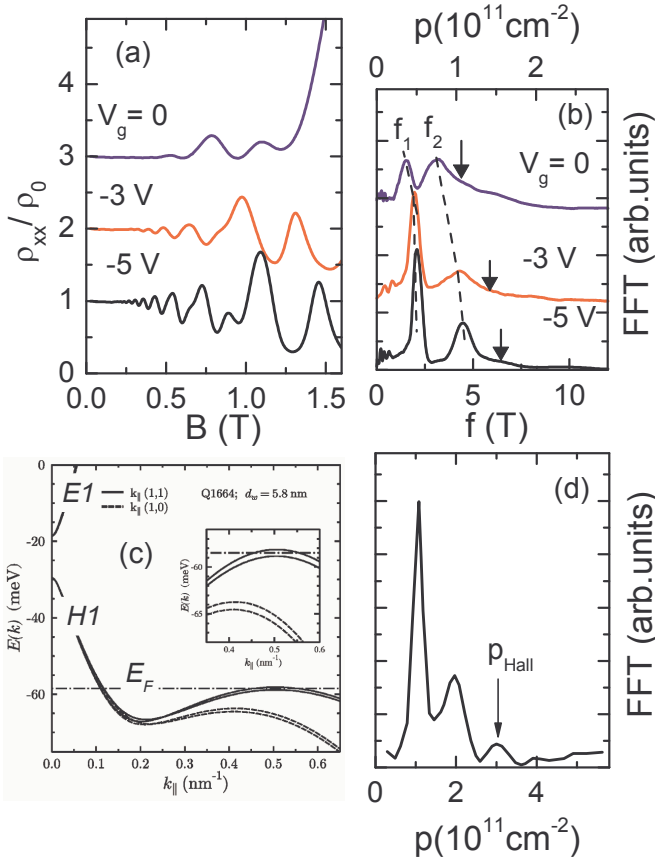 (a)
V_g = 0
-3 V
-5 V
ρ_xx / ρ_0
4
3
2
1
0
0.0 0.5 1.0 1.5
B (T)
p(10^11 cm^-2)
0 1 2
(b)
f_1 f_2
V_g = 0
-3 V
-5 V
FFT (arb.units)
0 5 10
f (T)
0
-20
-40
-60
E(k) (meV)
E1
k_∥ (1,1)
k_∥ (1,0)
Q1664; d_w = 5.8 nm
(c)
H1
E_F
-60
-65
E(k) (meV)
0.4 0.5 0.6
k_∥ (nm^-1)
0.0 0.1 0.2 0.3 0.4 0.5 0.6
k_∥ (nm^-1)
(d)
p_Hall
FFT (arb.units)
0 2 4
p(10^11 cm^-2)